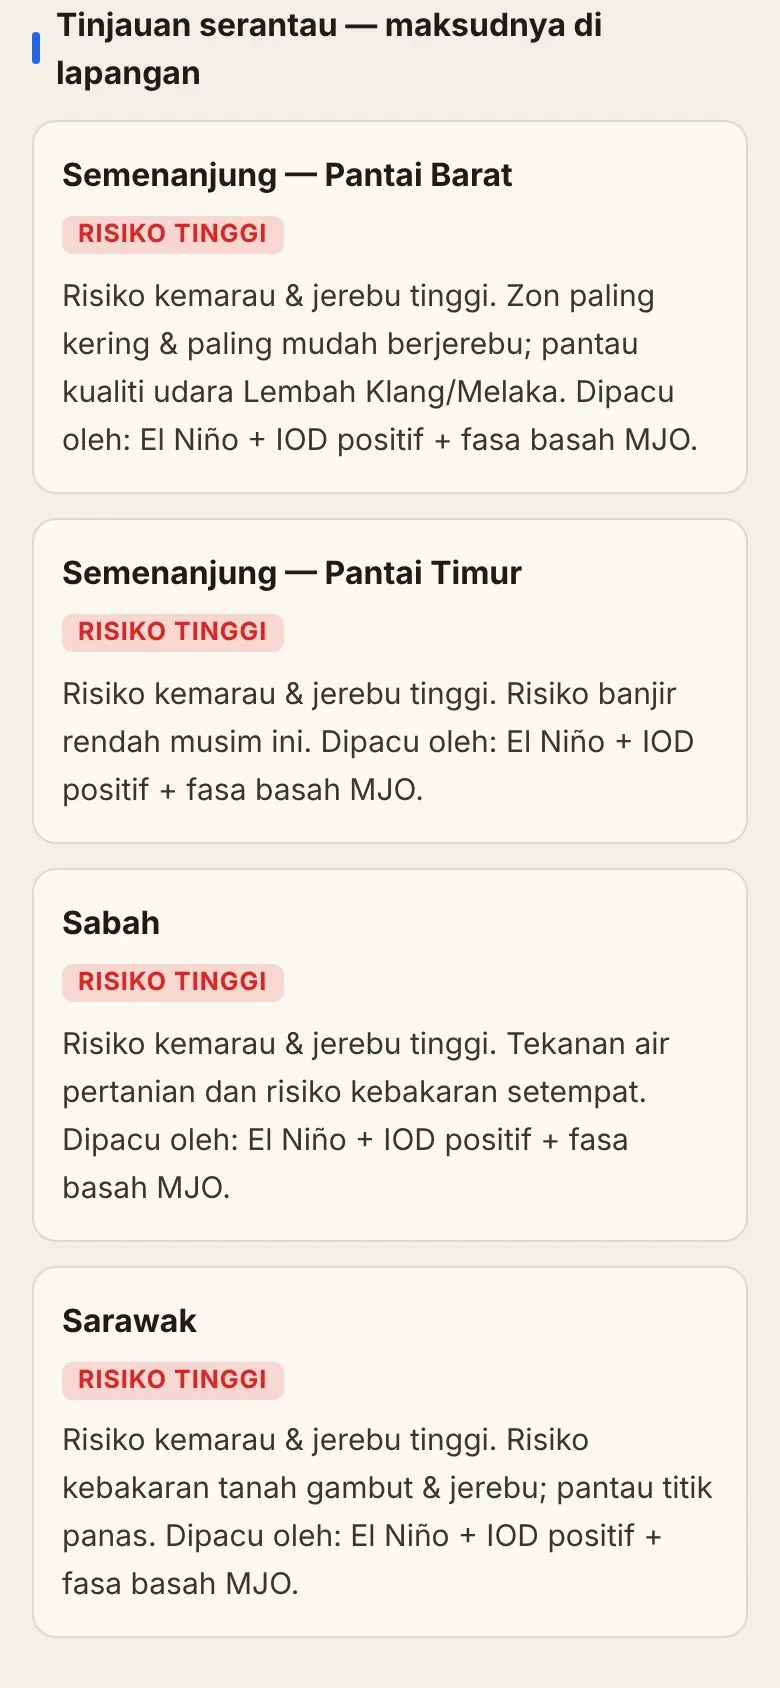 Tinjauan serantau — maksudnya di
lapangan
Semenanjung — Pantai Barat
RISIKO TINGGI
Risiko kemarau & jerebu tinggi. Zon paling
kering & paling mudah berjerebu; pantau
kualiti udara Lembah Klang/Melaka. Dipacu
oleh: El Niño + IOD positif + fasa basah MJO.
Semenanjung — Pantai Timur
RISIKO TINGGI
Risiko kemarau & jerebu tinggi. Risiko banjir
rendah musim ini. Dipacu oleh: El Niño + IOD
positif + fasa basah MJO.
Sabah
RISIKO TINGGI
Risiko kemarau & jerebu tinggi. Tekanan air
pertanian dan risiko kebakaran setempat.
Dipacu oleh: El Niño + IOD positif + fasa
basah MJO.
Sarawak
RISIKO TINGGI
Risiko kemarau & jerebu tinggi. Risiko
kebakaran tanah gambut & jerebu; pantau titik
panas. Dipacu oleh: El Niño + IOD positif +
fasa basah MJO.